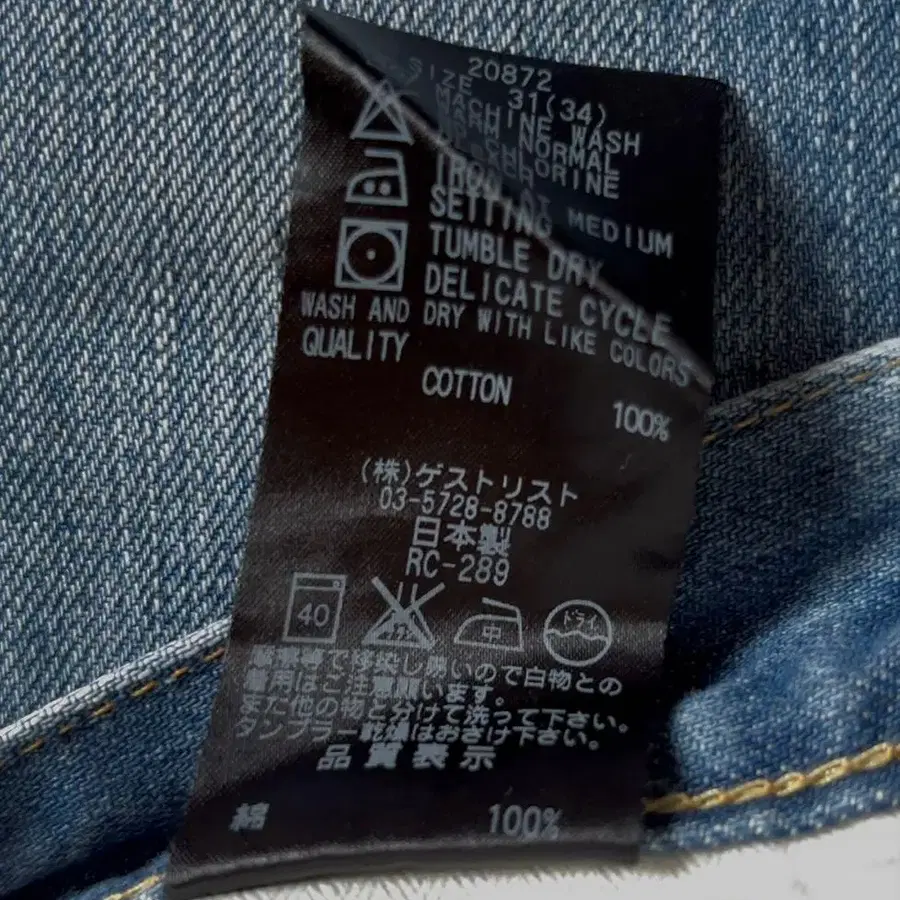 20872
SIZE 31(34)
MACHINE WASH
WARM NORMAL
CHLORINE
IRON AT MEDIUM
SETTING
TUMBLE DRY
DELICATE CYCLE
WASH AND DRY WITH LIKE COLORS
QUALITY
COTTON 100%
(株)ゲストリスト
03-5728-8788
日本製
RC-289
40 中 ドライ
摩擦等で移染し易いので白物との
着用はご注意願います。
また他の物と分けて洗って下さい。
タンブラー乾燥はおさけ下さい。
品質表示
綿 100%